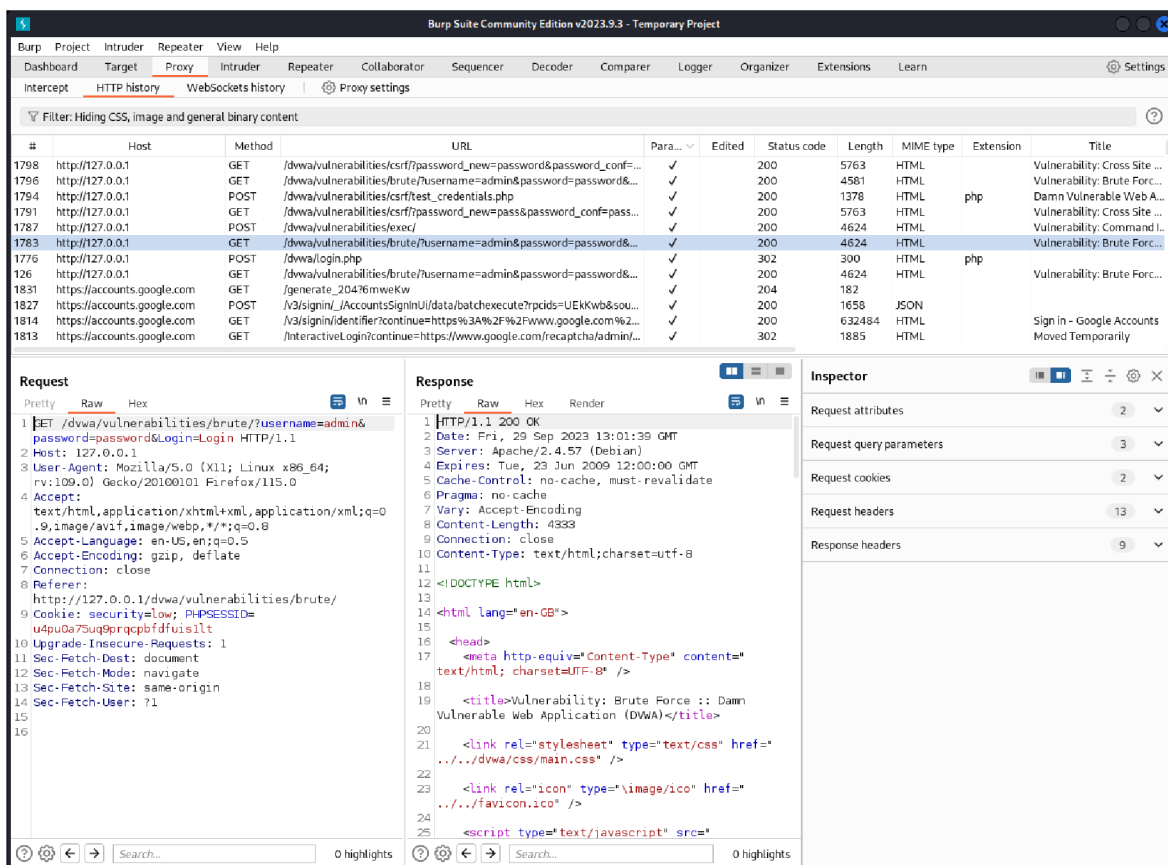 Burp Suite Community Edition v2023.9.3 - Temporary Project
Burp Project Intruder Repeater View Help
Dashboard Target Proxy Intruder Repeater Collaborator Sequencer Decoder Comparer Logger Organizer Extensions Learn Settings
Intercept HTTP history WebSockets history Proxy settings
Filter: Hiding CSS, image and general binary content
# Host Method URL Para... Edited Status code Length MIME type Extension Title
1798 http://127.0.0.1 GET /dvwa/vulnerabilities/csrf/?password_new=password&password_conf=... ✓ 200 5763 HTML Vulnerability: Cross Site ...
1796 http://127.0.0.1 GET /dvwa/vulnerabilities/brute/?username=admin&password=password&... ✓ 200 4581 HTML Vulnerability: Brute Forc...
1794 http://127.0.0.1 POST /dvwa/vulnerabilities/csrf/test_credentials.php ✓ 200 1378 HTML php Damn Vulnerable Web A...
1791 http://127.0.0.1 GET /dvwa/vulnerabilities/csrf/?password_new=pass&password_conf=pass... ✓ 200 5763 HTML Vulnerability: Cross Site ...
1787 http://127.0.0.1 POST /dvwa/vulnerabilities/exec/ ✓ 200 4624 HTML Vulnerability: Command I...
1783 http://127.0.0.1 GET /dvwa/vulnerabilities/brute/?username=admin&password=password&... ✓ 200 4624 HTML Vulnerability: Brute Forc...
1776 http://127.0.0.1 POST /dvwa/login.php ✓ 302 300 HTML php
126 http://127.0.0.1 GET /dvwa/vulnerabilities/brute/?username=admin&password=password&... ✓ 200 4624 HTML Vulnerability: Brute Forc...
1831 https://accounts.google.com GET /generate_204?6mweKw ✓ 204 182
1827 https://accounts.google.com POST /v3/signin/_/AccountsSignInUi/data/batchexecute?rpcids=UEkKwb&sou... ✓ 200 1658 JSON
1814 https://accounts.google.com GET /v3/signin/identifier?continue=https%3A%2F%2Fwww.google.com%2... ✓ 200 632484 HTML Sign in - Google Accounts
1813 https://accounts.google.com GET /InteractiveLogin?continue=https://www.google.com/recaptcha/admin/... ✓ 302 1885 HTML Moved Temporarily
Request
Pretty Raw Hex \n
1 GET /dvwa/vulnerabilities/brute/?username=admin&
password=password&Login=Login HTTP/1.1
2 Host: 127.0.0.1
3 User-Agent: Mozilla/5.0 (X11; Linux x86_64;
rv:109.0) Gecko/20100101 Firefox/115.0
4 Accept:
text/html,application/xhtml+xml,application/xml;q=0
.9,image/avif,image/webp,*/*;q=0.8
5 Accept-Language: en-US,en;q=0.5
6 Accept-Encoding: gzip, deflate
7 Connection: close
8 Referer:
http://127.0.0.1/dvwa/vulnerabilities/brute/
9 Cookie: security=low; PHPSESSID=
u4pu0a75uq9prqcpbfdfuis1lt
10 Upgrade-Insecure-Requests: 1
11 Sec-Fetch-Dest: document
12 Sec-Fetch-Mode: navigate
13 Sec-Fetch-Site: same-origin
14 Sec-Fetch-User: ?1
15
16
Search... 0 highlights
Response
Pretty Raw Hex Render \n
1 HTTP/1.1 200 OK
2 Date: Fri, 29 Sep 2023 13:01:39 GMT
3 Server: Apache/2.4.57 (Debian)
4 Expires: Tue, 23 Jun 2009 12:00:00 GMT
5 Cache-Control: no-cache, must-revalidate
6 Pragma: no-cache
7 Vary: Accept-Encoding
8 Content-Length: 4333
9 Connection: close
10 Content-Type: text/html;charset=utf-8
11
12 <!DOCTYPE html>
13
14 <html lang="en-GB">
15
16 <head>
17 <meta http-equiv="Content-Type" content="
text/html; charset=UTF-8" />
18
19 <title>Vulnerability: Brute Force :: Damn
Vulnerable Web Application (DVWA)</title>
20
21 <link rel="stylesheet" type="text/css" href="
../../dvwa/css/main.css" />
22
23 <link rel="icon" type="\image/ico" href="
../../favicon.ico" />
24
25 <script type="text/javascript" src="
Search... 0 highlights
Inspector
Request attributes 2
Request query parameters 3
Request cookies 2
Request headers 13
Response headers 9